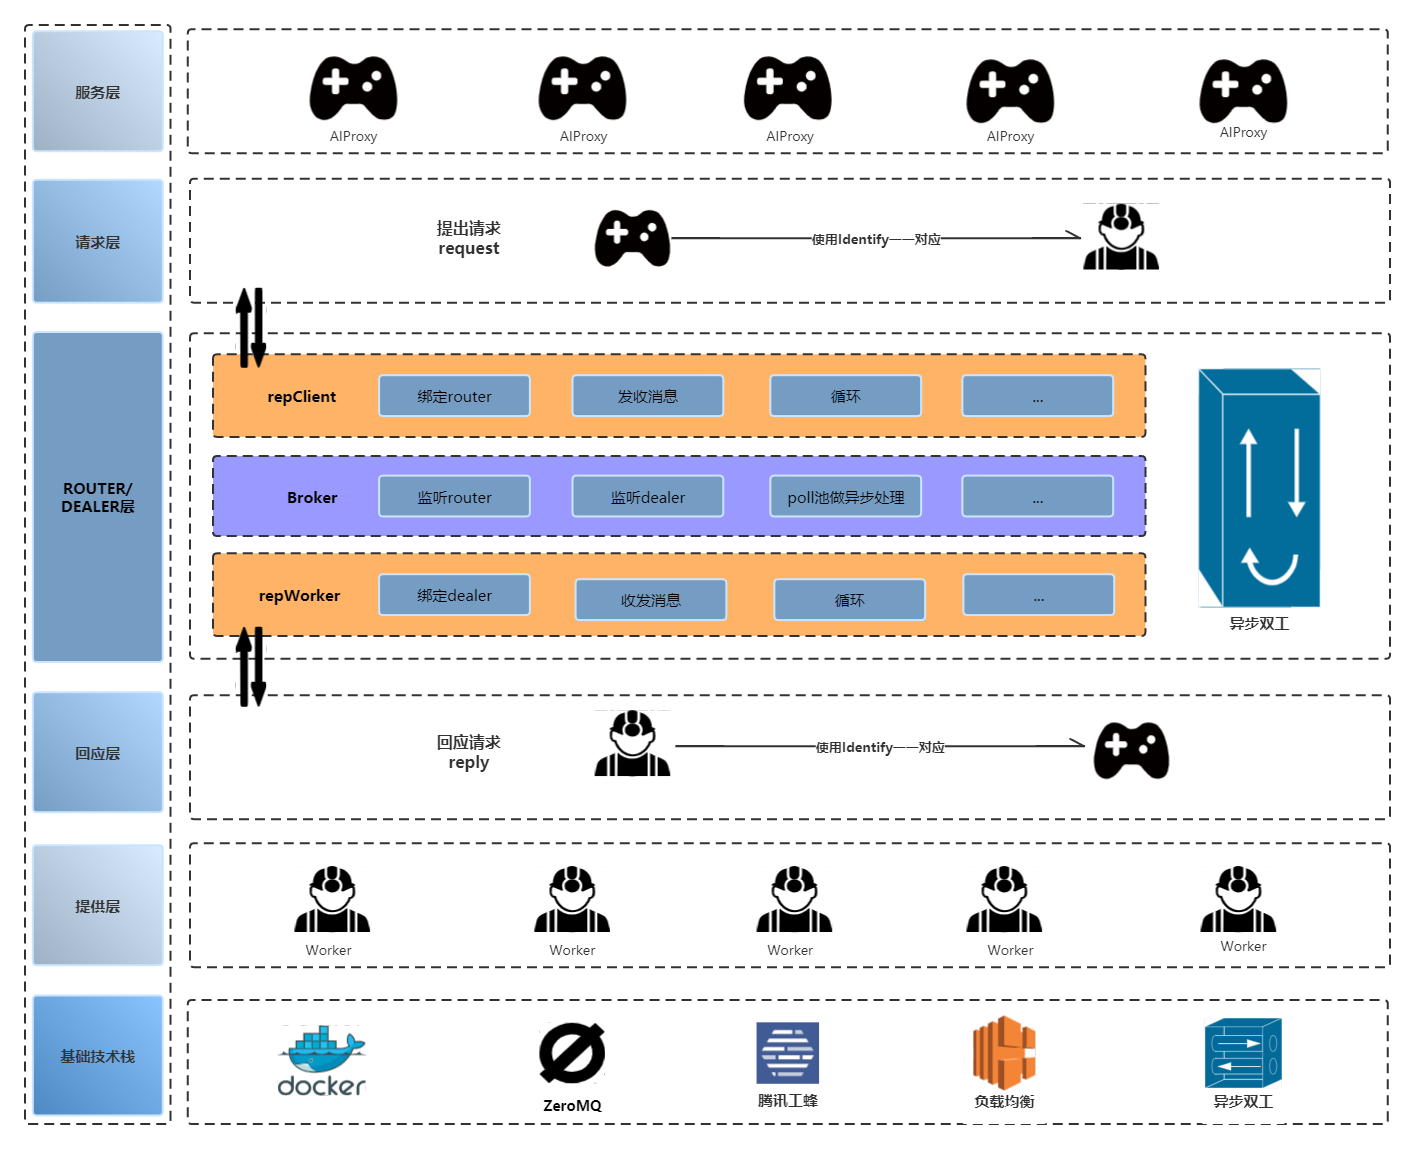 服务层
AIProxy
AIProxy
AIProxy
AIProxy
AIProxy
请求层
提出请求
request
使用Identify一一对应
ROUTER/
DEALER层
repClient
绑定router
发收消息
循环
...
Broker
监听router
监听dealer
poll池做异步处理
...
repWorker
绑定dealer
收发消息
循环
...
异步双工
回应层
回应请求
reply
使用Identify一一对应
提供层
Worker
Worker
Worker
Worker
Worker
基础技术栈
docker
ZeroMQ
腾讯工蜂
负载均衡
异步双工